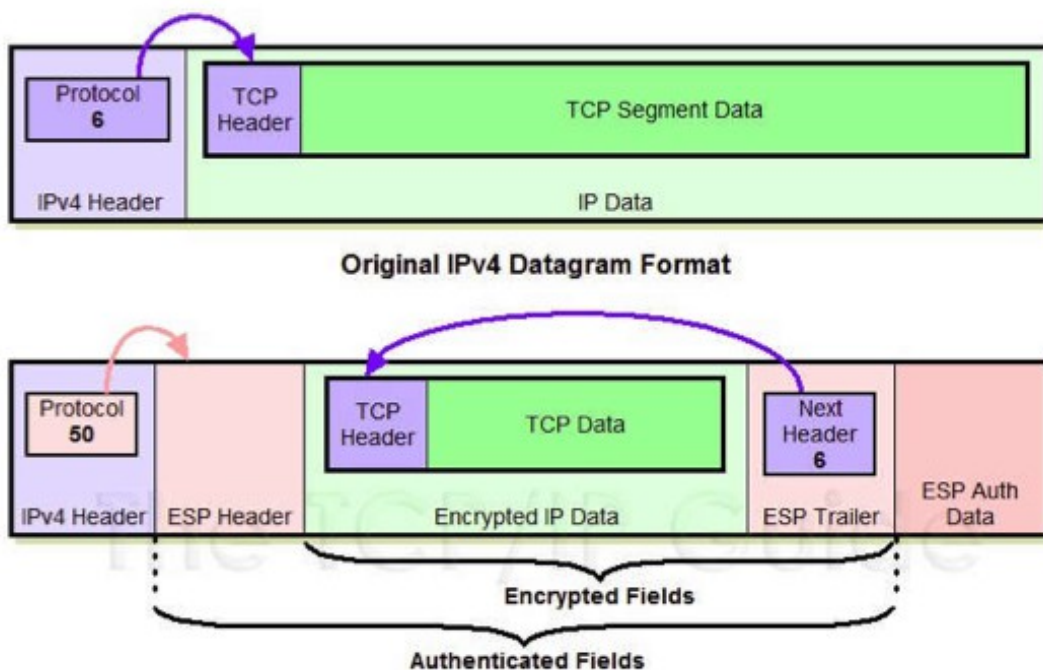 Protocol
6
TCP
Header
TCP Segment Data
IPv4 Header
IP Data
Original IPv4 Datagram Format
Protocol
50
TCP
Header
TCP Data
Next
Header
6
IPv4 Header
ESP Header
Encrypted IP Data
ESP Trailer
ESP Auth
Data
The TCP/IP Guide
Encrypted Fields
Authenticated Fields